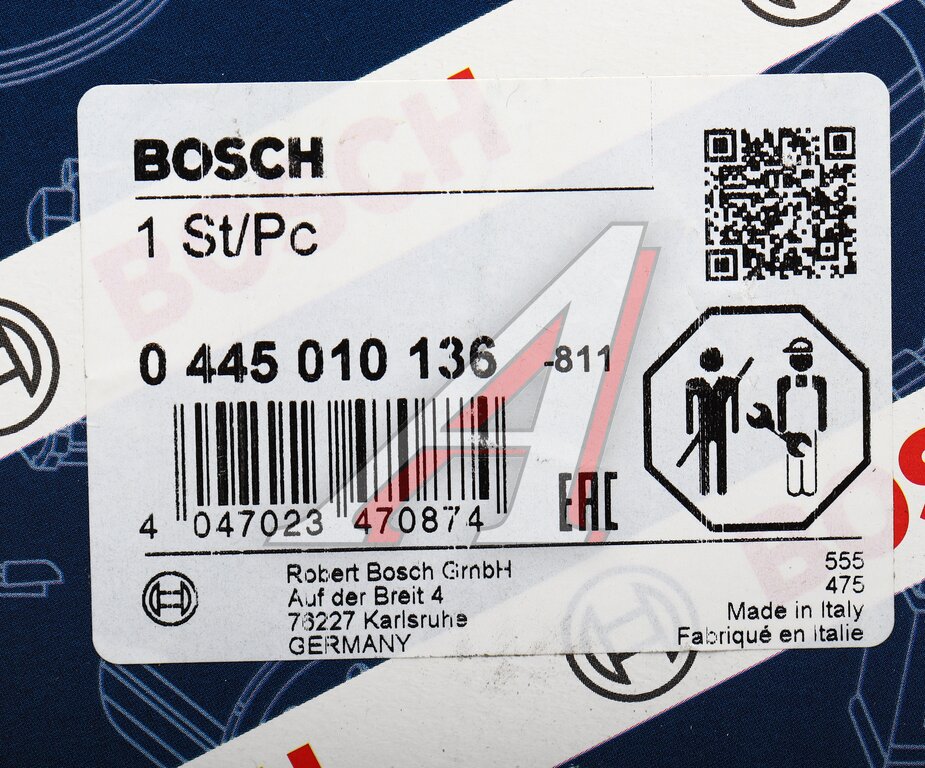 BOSCH
1 St/Pc
0 445 010 136 -811
4 047023 470874
EAC
Robert Bosch GmbH
Auf der Breit 4
76227 Karlsruhe
GERMANY
555
475
Made in Italy
Fabriqué en Italie
BOSCH